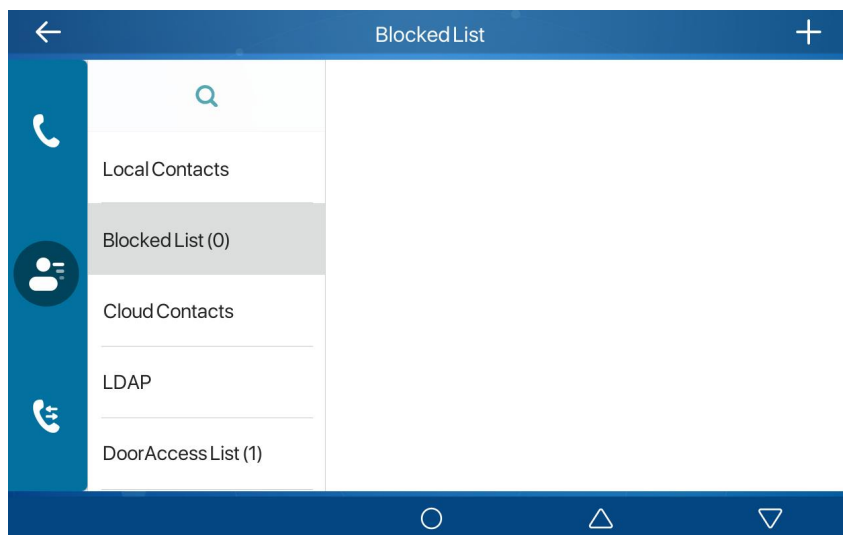 Blocked List
Local Contacts
Blocked List (0)
Cloud Contacts
LDAP
DoorAccess List (1)